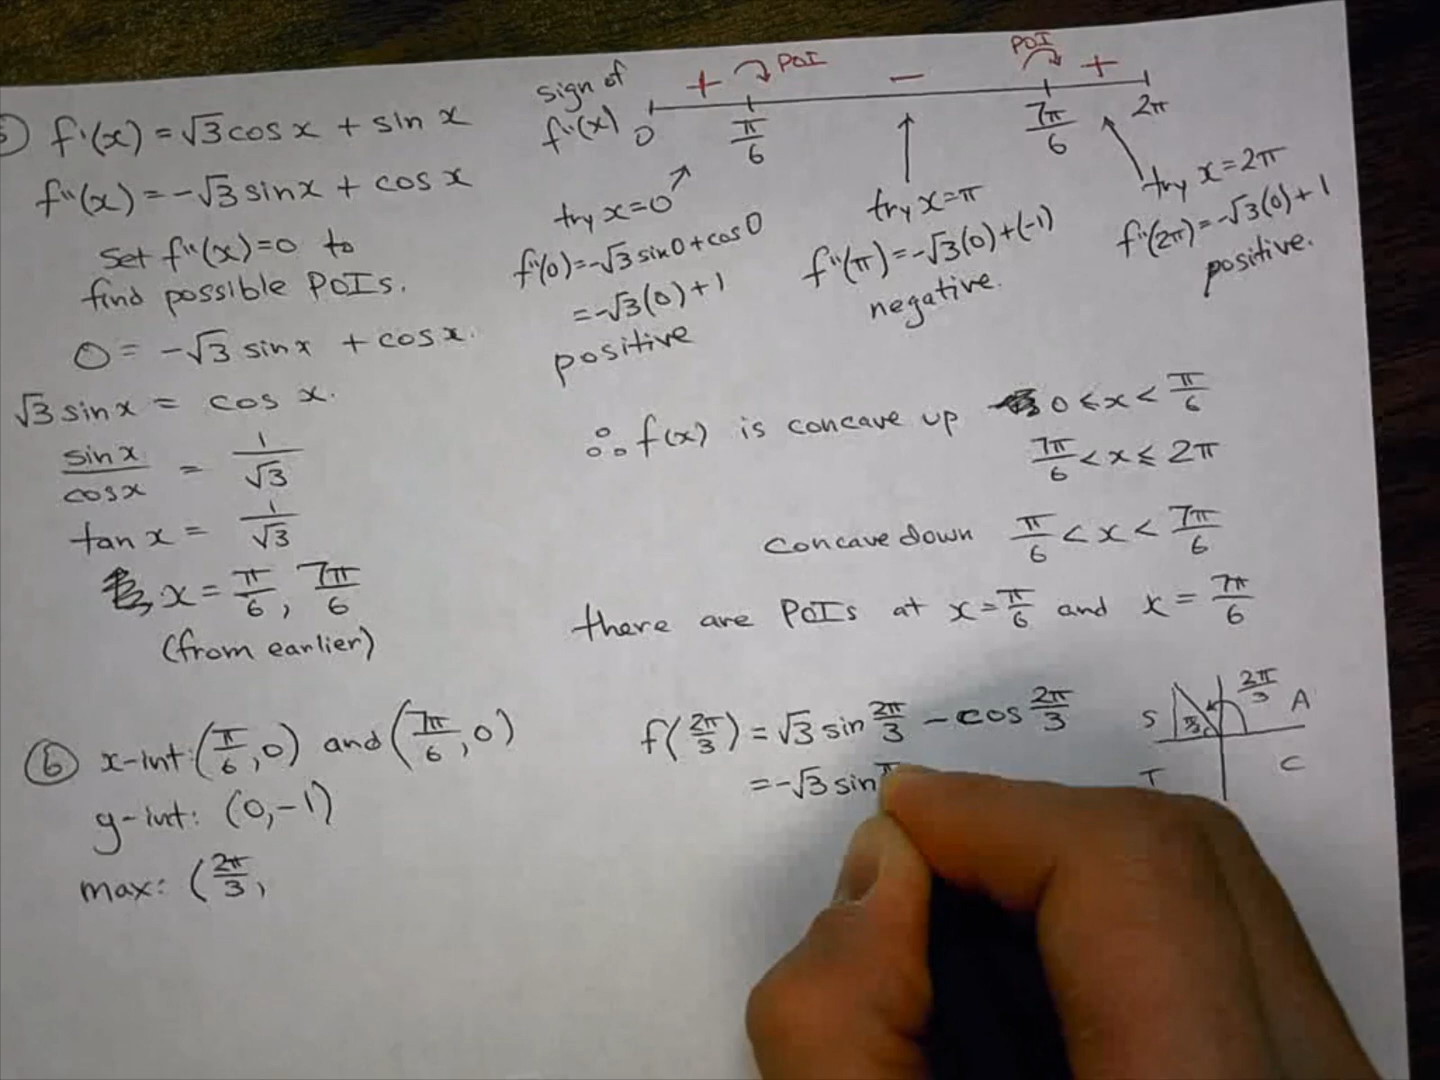 5) f'(x) = √3 cos x + sin x
f''(x) = -√3 sin x + cos x
set f''(x) = 0 to
find possible POIs.
0 = -√3 sin x + cos x.
√3 sin x = cos x.
sin x / cos x = 1/√3
tan x = 1/√3
x = π/6, 7π/6
(from earlier)
sign of
f''(x)
+ POI − POI +
0 π/6 7π/6 2π
try x=0
f''(0) = -√3 sin 0 + cos 0
= -√3(0) + 1
positive
try x=π
f''(π) = -√3(0) + (-1)
negative.
try x=2π
f''(2π) = -√3(0) + 1
positive.
∴ f(x) is concave up 0 ≤ x < π/6
7π/6 < x ≤ 2π
concave down π/6 < x < 7π/6
there are POIs at x = π/6 and x = 7π/6
⑥ x-int: (π/6, 0) and (7π/6, 0)
y-int: (0, -1)
max: (2π/3,
f(2π/3) = √3 sin 2π/3 − cos 2π/3
= -√3 sin π
S A
T C
2π/3